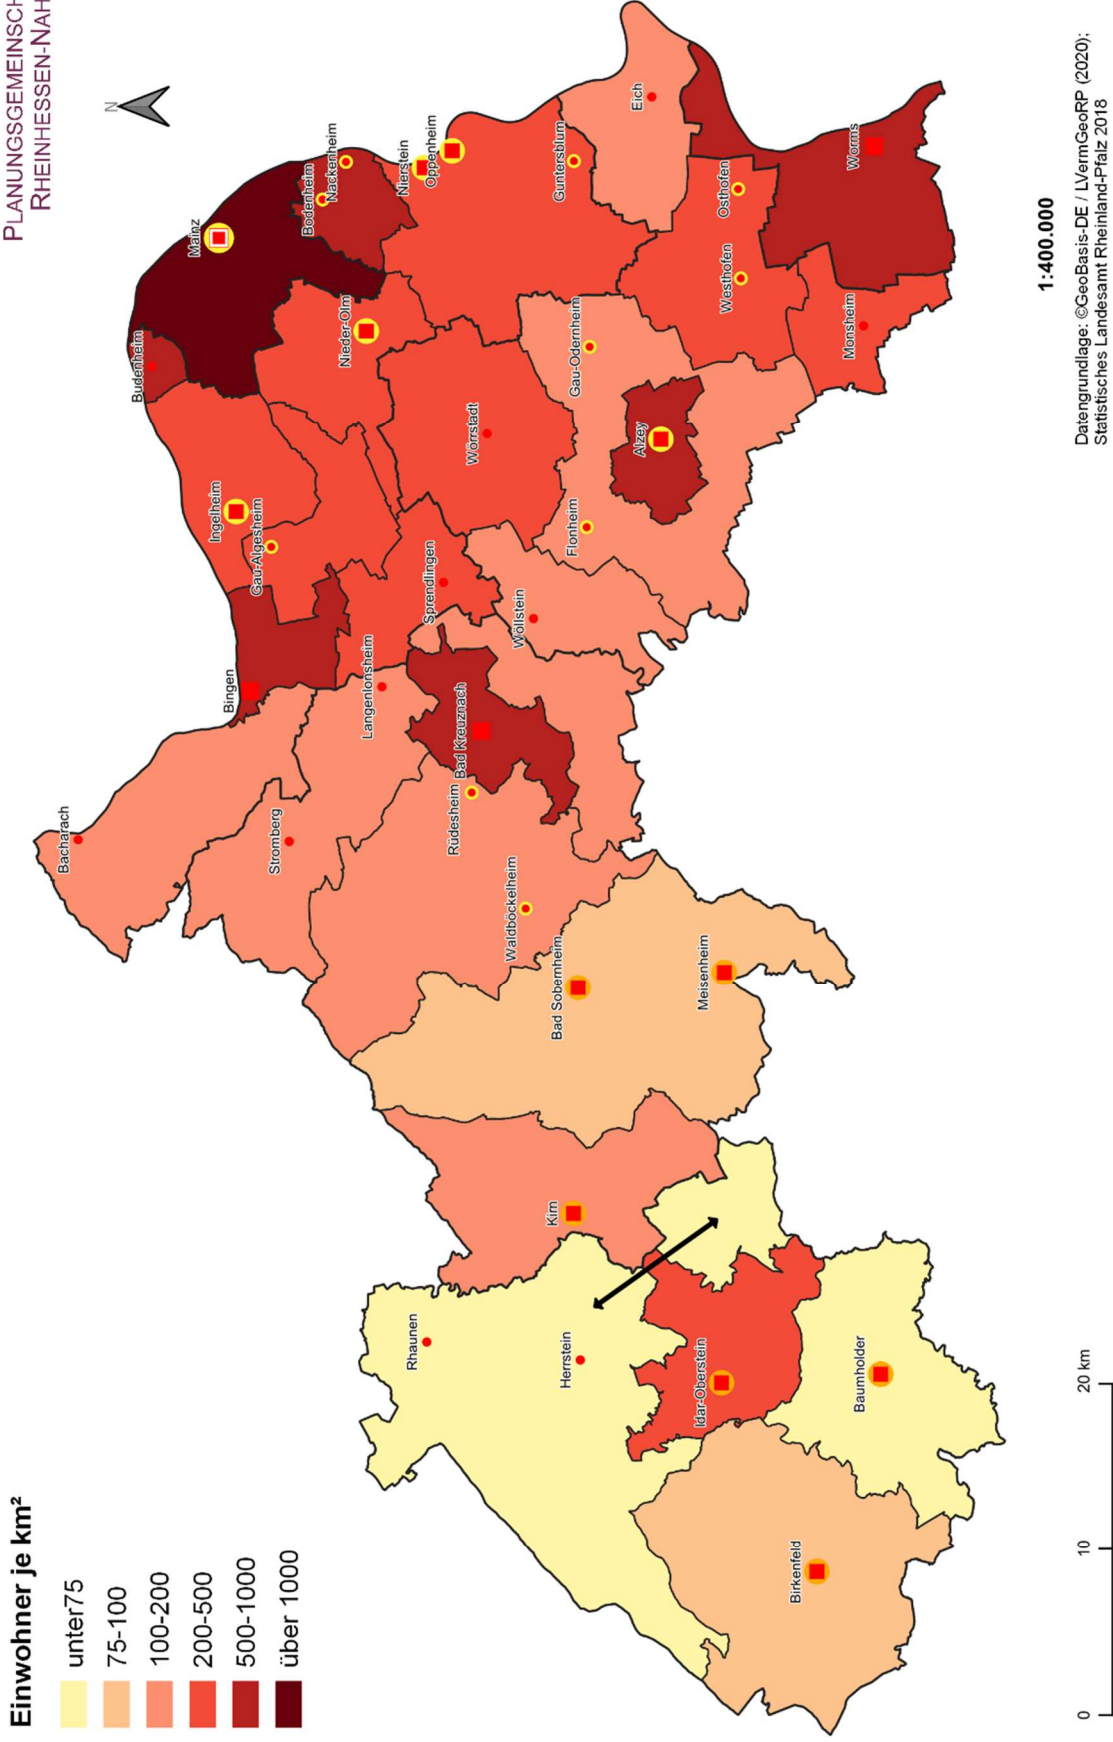 PLANUNGSGEMEINSCH
RHEINHESSEN-NAH
Einwohner je km²
unter75
75-100
100-200
200-500
500-1000
über 1000
N
Bacharach
Stromberg
Bingen
Langenlonsheim
Gau-Algesheim
Ingelheim
Budenheim
Mainz
Bodenheim
Nackenheim
Nieder-Olm
Nierstein
Oppenheim
Wörrstadt
Sprendlingen
Wöllstein
Bad Kreuznach
Rüdesheim
Waldböckelheim
Bad Sobernheim
Meisenheim
Kirn
Rhaunen
Herrstein
Idar-Oberstein
Baumholder
Birkenfeld
Guntersblum
Eich
Gau-Odernheim
Alzey
Flonheim
Osthofen
Westhofen
Monsheim
Worms
0
10
20 km
1:400.000
Datengrundlage: ©GeoBasis-DE / LVermGeoRP (2020);
Statistisches Landesamt Rheinland-Pfalz 2018